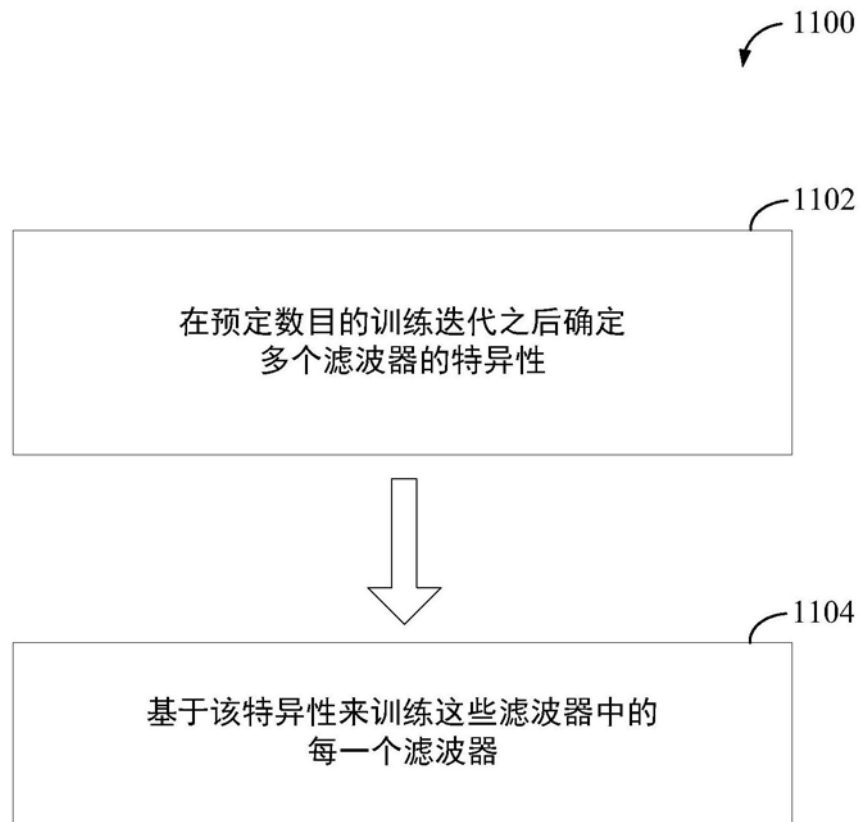 1100
1102
在预定数目的训练迭代之后确定
多个滤波器的特异性
1104
基于该特异性来训练这些滤波器中的
每一个滤波器